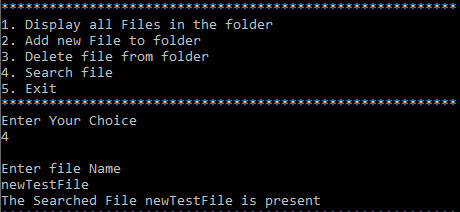 *********************************************************
1. Display all Files in the folder
2. Add new File to folder
3. Delete file from folder
4. Search file
5. Exit
*********************************************************
Enter Your Choice
4
Enter file Name
newTestFile
The Searched File newTestFile is present
*********************************************************